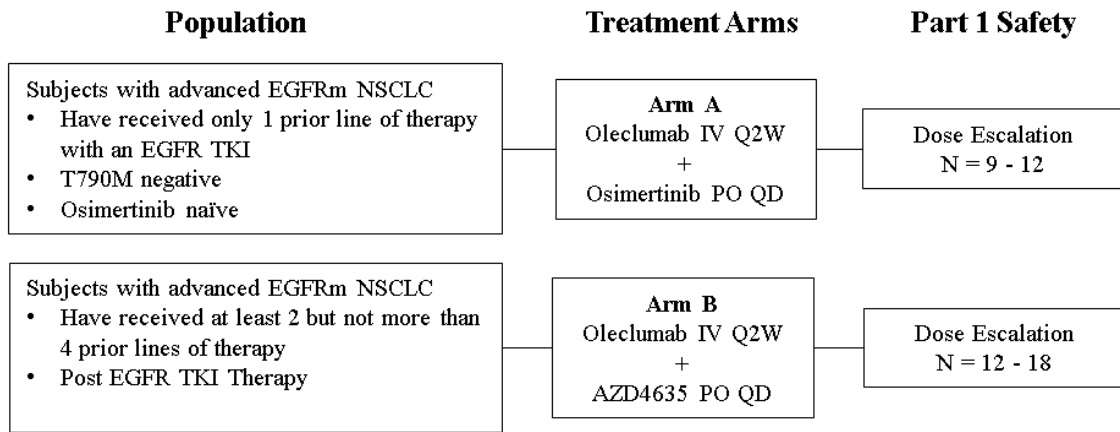 Population
Treatment Arms
Part 1 Safety
Subjects with advanced EGFRm NSCLC
• Have received only 1 prior line of therapy
with an EGFR TKI
• T790M negative
• Osimertinib naïve
Arm A
Oleclumab IV Q2W
+
Osimertinib PO QD
Dose Escalation
N = 9 - 12
Subjects with advanced EGFRm NSCLC
• Have received at least 2 but not more than
4 prior lines of therapy
• Post EGFR TKI Therapy
Arm B
Oleclumab IV Q2W
+
AZD4635 PO QD
Dose Escalation
N = 12 - 18